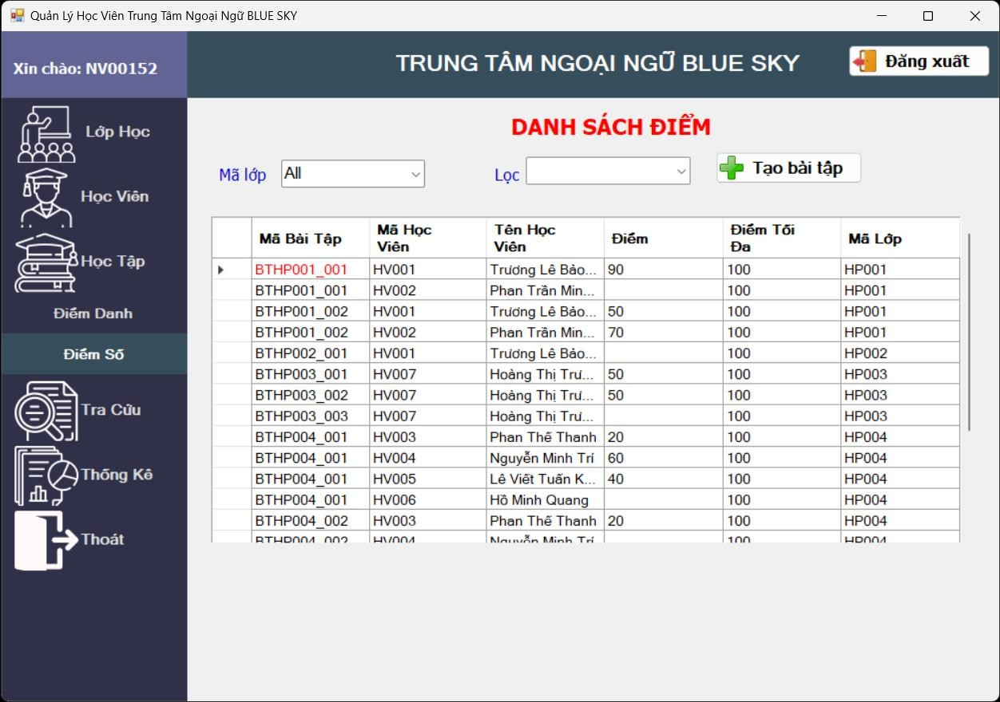 Quản Lý Học Viên Trung Tâm Ngoại Ngữ BLUE SKY
Xin chào: NV00152
TRUNG TÂM NGOẠI NGỮ BLUE SKY
Đăng xuất
Lớp Học
Học Viên
Học Tập
Điểm Danh
Điểm Số
Tra Cứu
Thống Kê
Thoát
DANH SÁCH ĐIỂM
Mã lớp All Lọc Tạo bài tập
Mã Bài Tập Mã Học Viên Tên Học Viên Điểm Điểm Tối Đa Mã Lớp
BTHP001_001 HV001 Trương Lê Bảo... 90 100 HP001
BTHP001_001 HV002 Phan Trần Min... 100 HP001
BTHP001_002 HV001 Trương Lê Bảo... 50 100 HP001
BTHP001_002 HV002 Phan Trần Min... 70 100 HP001
BTHP002_001 HV001 Trương Lê Bảo... 100 HP002
BTHP003_001 HV007 Hoàng Thị Trư... 50 100 HP003
BTHP003_002 HV007 Hoàng Thị Trư... 50 100 HP003
BTHP003_003 HV007 Hoàng Thị Trư... 100 HP003
BTHP004_001 HV003 Phan Thế Thanh 20 100 HP004
BTHP004_001 HV004 Nguyễn Minh Trí 60 100 HP004
BTHP004_001 HV005 Lê Viết Tuấn K... 40 100 HP004
BTHP004_001 HV006 Hồ Minh Quang 100 HP004
BTHP004_002 HV003 Phan Thế Thanh 20 100 HP004
BTHP004_002 HV004 Nguyễn Minh Trí 100 HP004